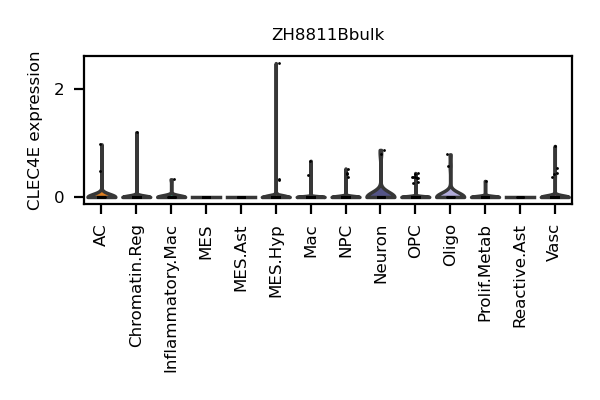 ZH8811Bbulk
CLEC4E expression
2
0
AC
Chromatin.Reg
Inflammatory.Mac
MES
MES.Ast
MES.Hyp
Mac
NPC
Neuron
OPC
Oligo
Prolif.Metab
Reactive.Ast
Vasc